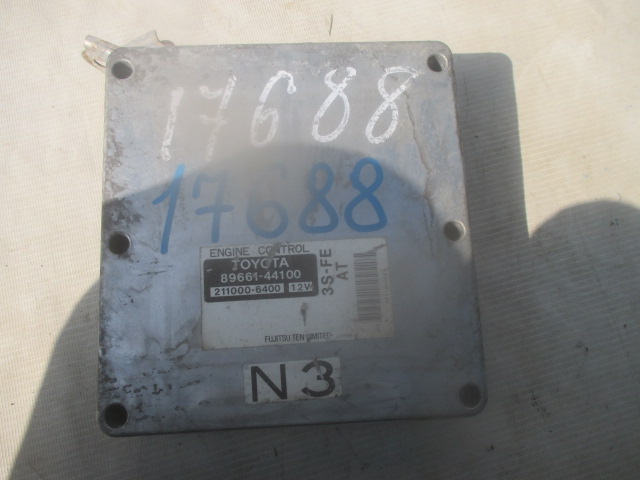 17688
17688
ENGINE CONTROL
TOYOTA
89661-44100
211000-6400 12V
3S-FE
AT
FUJITSU TEN LIMITED
N3